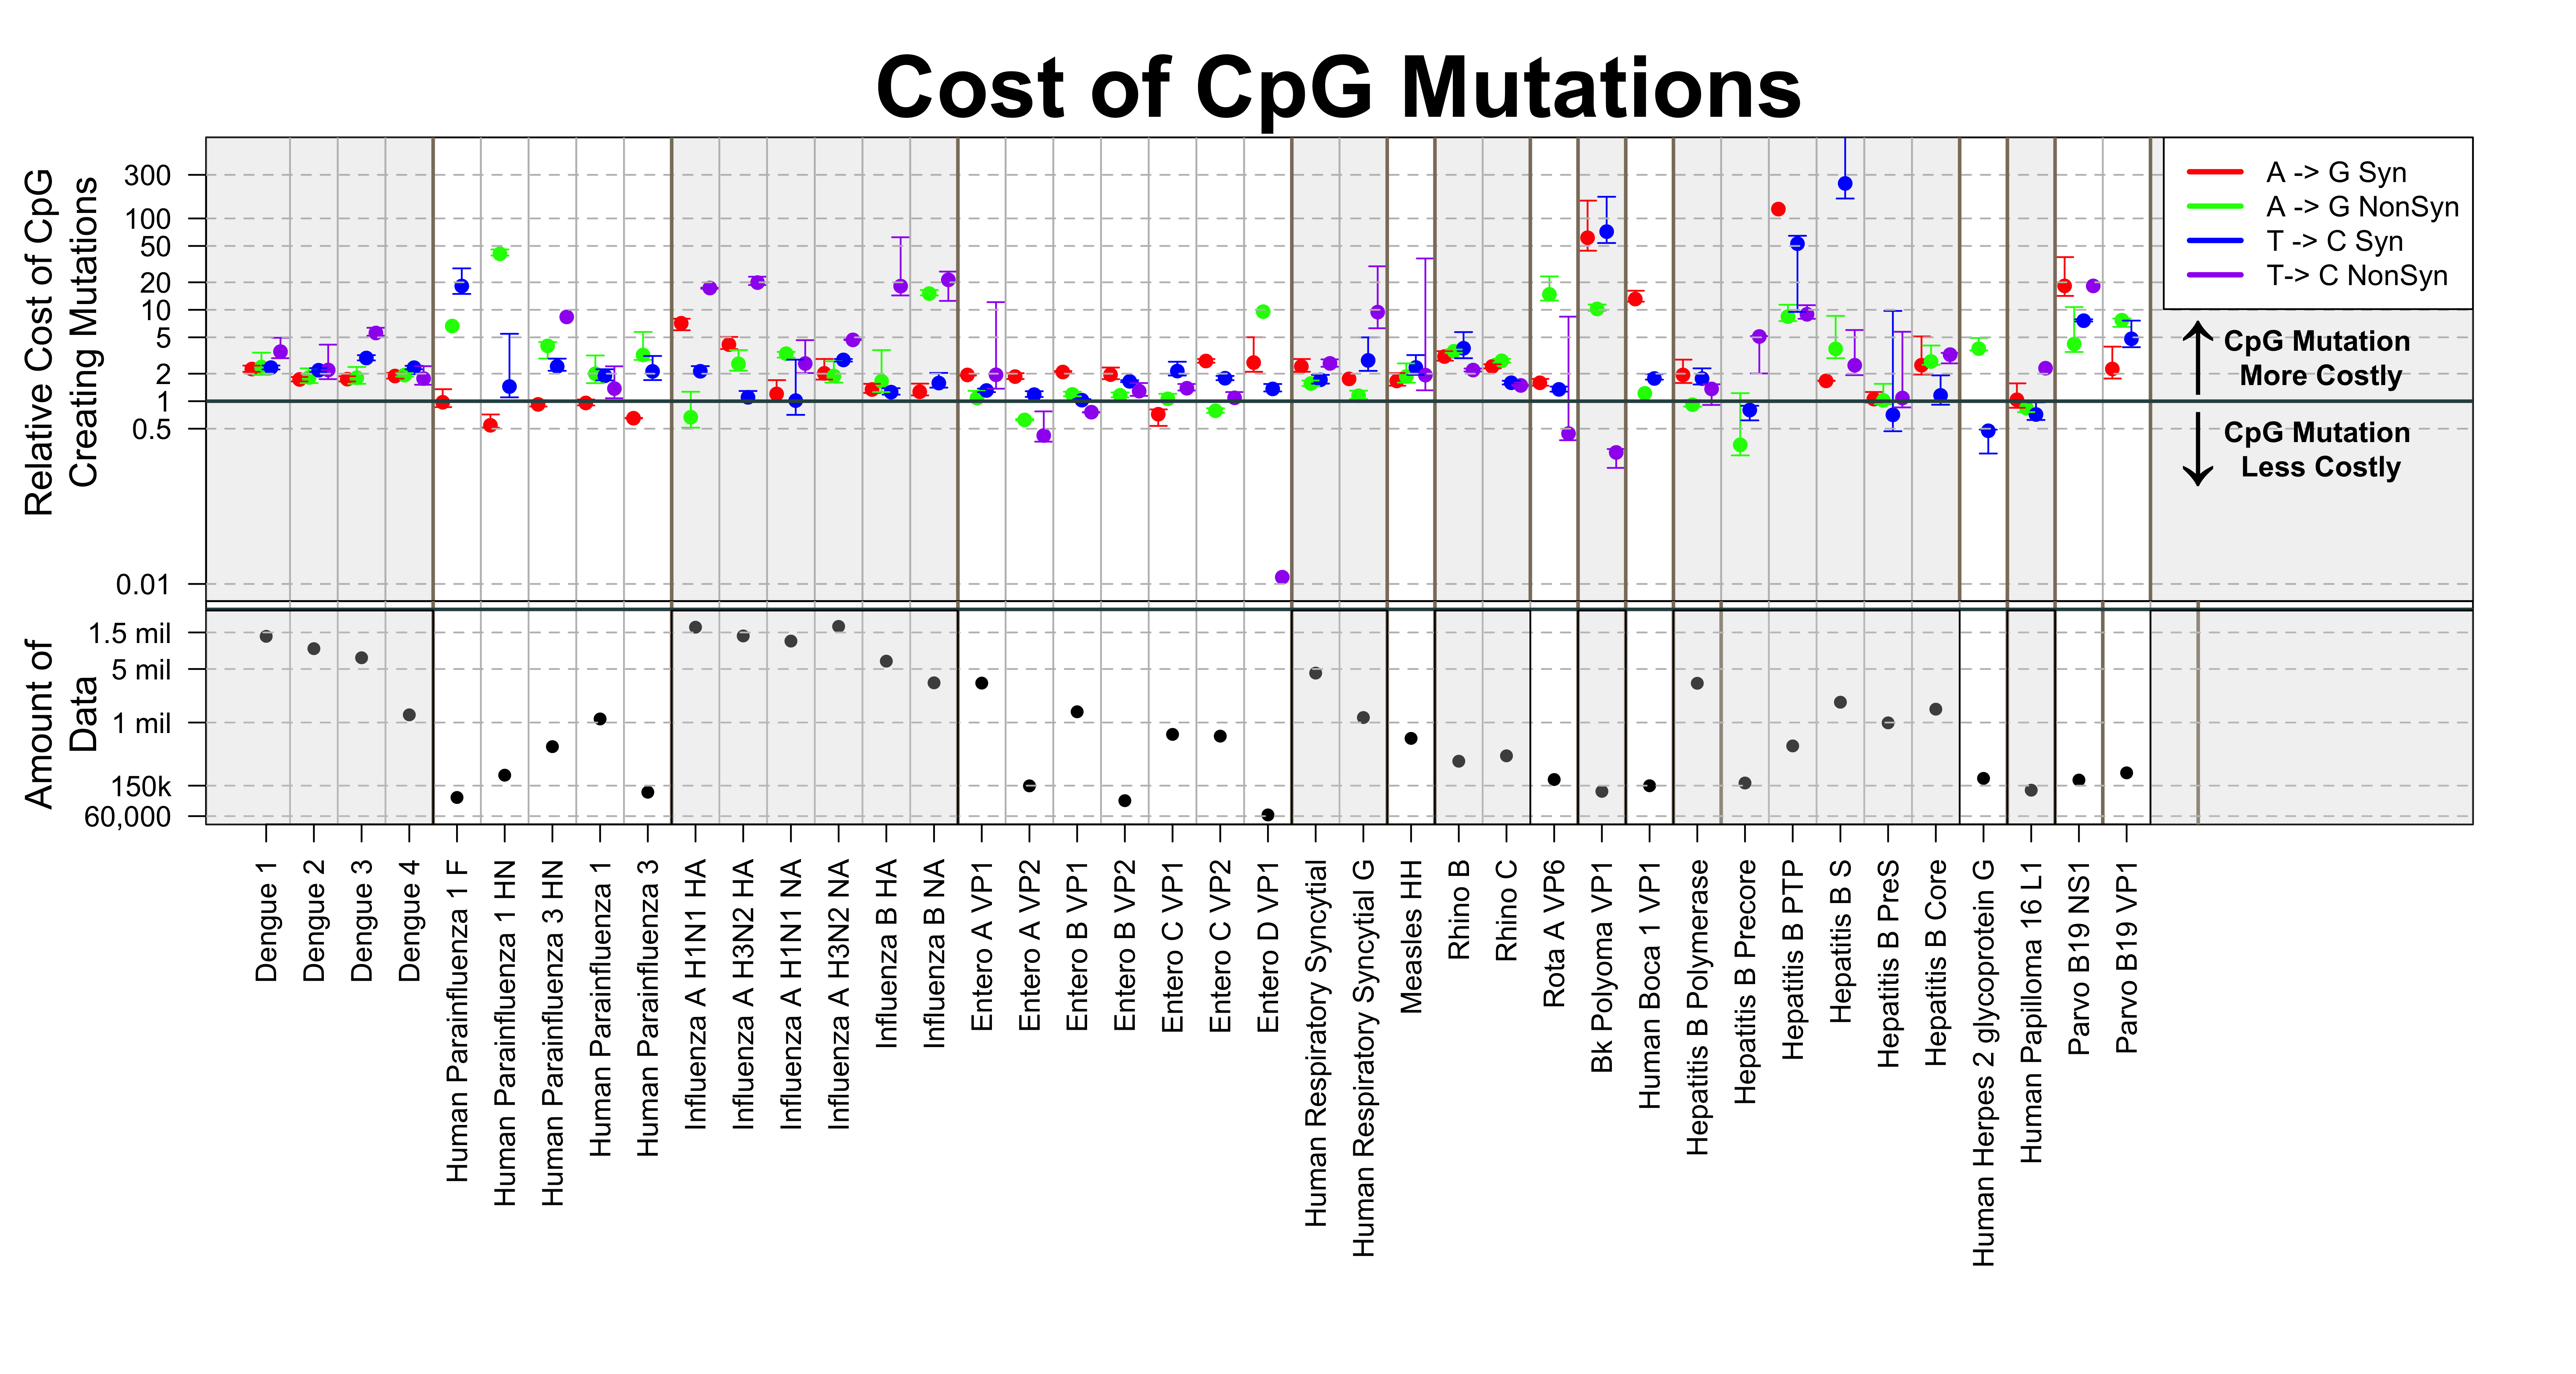 Cost of CpG Mutations
Relative Cost of CpG
Creating Mutations
300
100
50
20
10
5
2
1
0.5
0.01
A -> G Syn
A -> G NonSyn
T -> C Syn
T-> C NonSyn
CpG Mutation
More Costly
CpG Mutation
Less Costly
Amount of
Data
1.5 mil
5 mil
1 mil
150k
60,000
Dengue 1
Dengue 2
Dengue 3
Dengue 4
Human Parainfluenza 1 F
Human Parainfluenza 1 HN
Human Parainfluenza 3 HN
Human Parainfluenza 1
Human Parainfluenza 3
Influenza A H1N1 HA
Influenza A H3N2 HA
Influenza A H1N1 NA
Influenza A H3N2 NA
Influenza B HA
Influenza B NA
Entero A VP1
Entero A VP2
Entero B VP1
Entero B VP2
Entero C VP1
Entero C VP2
Entero D VP1
Human Respiratory Syncytial
Human Respiratory Syncytial G
Measles HH
Rhino B
Rhino C
Rota A VP6
Bk Polyoma VP1
Human Boca 1 VP1
Hepatitis B Polymerase
Hepatitis B Precore
Hepatitis B PTP
Hepatitis B S
Hepatitis B PreS
Hepatitis B Core
Human Herpes 2 glycoprotein G
Human Papilloma 16 L1
Parvo B19 NS1
Parvo B19 VP1